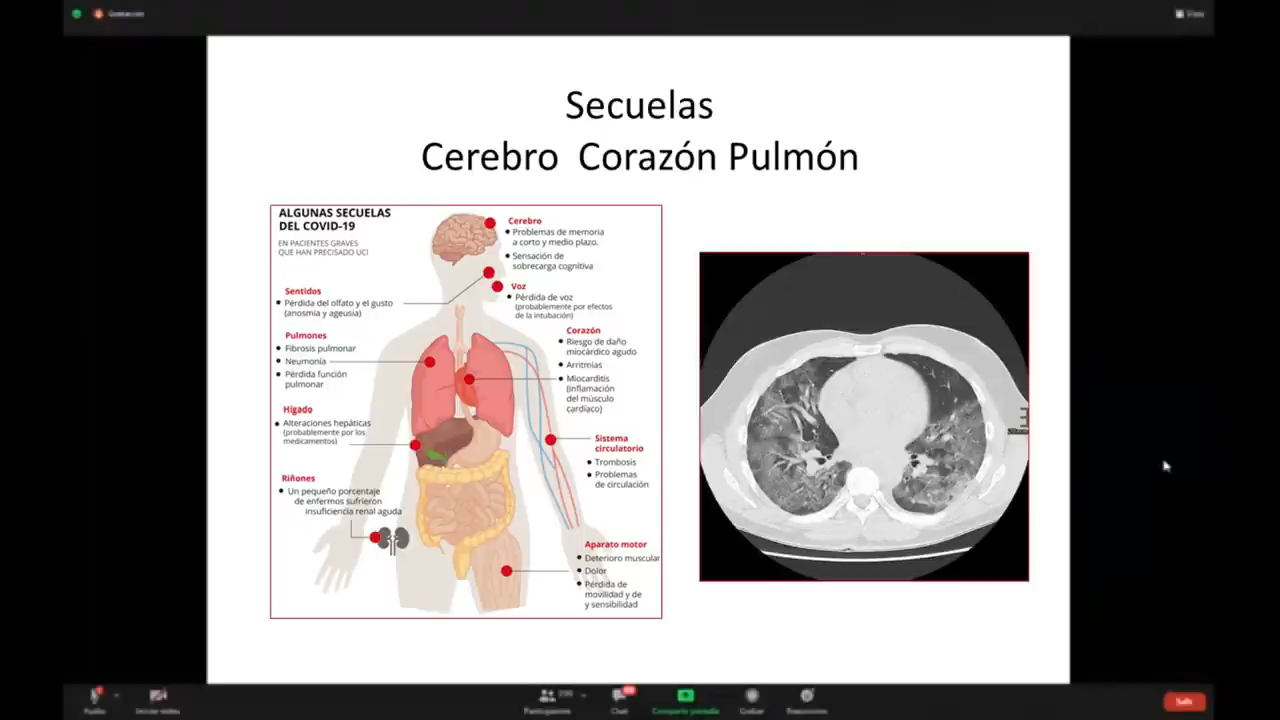 Secuelas
Cerebro Corazón Pulmón
ALGUNAS SECUELAS
DEL COVID-19
EN PACIENTES GRAVES
QUE HAN PRECISADO UCI
Cerebro
Problemas de memoria
a corto y medio plazo.
Sensación de
sobrecarga cognitiva
Sentidos
Pérdida del olfato y el gusto
(anosmia y ageusia)
Voz
Pérdida de voz
(probablemente por efectos
de la intubación)
Pulmones
Fibrosis pulmonar
Neumonía
Pérdida función
pulmonar
Corazón
Riesgo de daño
miocárdico agudo
Arritmias
Miocarditis
(inflamación
del músculo
cardíaco)
Hígado
Alteraciones hepáticas
(probablemente por los
medicamentos)
Sistema
circulatorio
Trombosis
Problemas
de circulación
Riñones
Un pequeño porcentaje
de enfermos sufrieron
insuficiencia renal aguda
Aparato motor
Deterioro muscular
Dolor
Pérdida de
movilidad y de
y sensibilidad
Audio
Iniciar video
Participantes
Chat
Compartir pantalla
Grabar
Reacciones
Salir